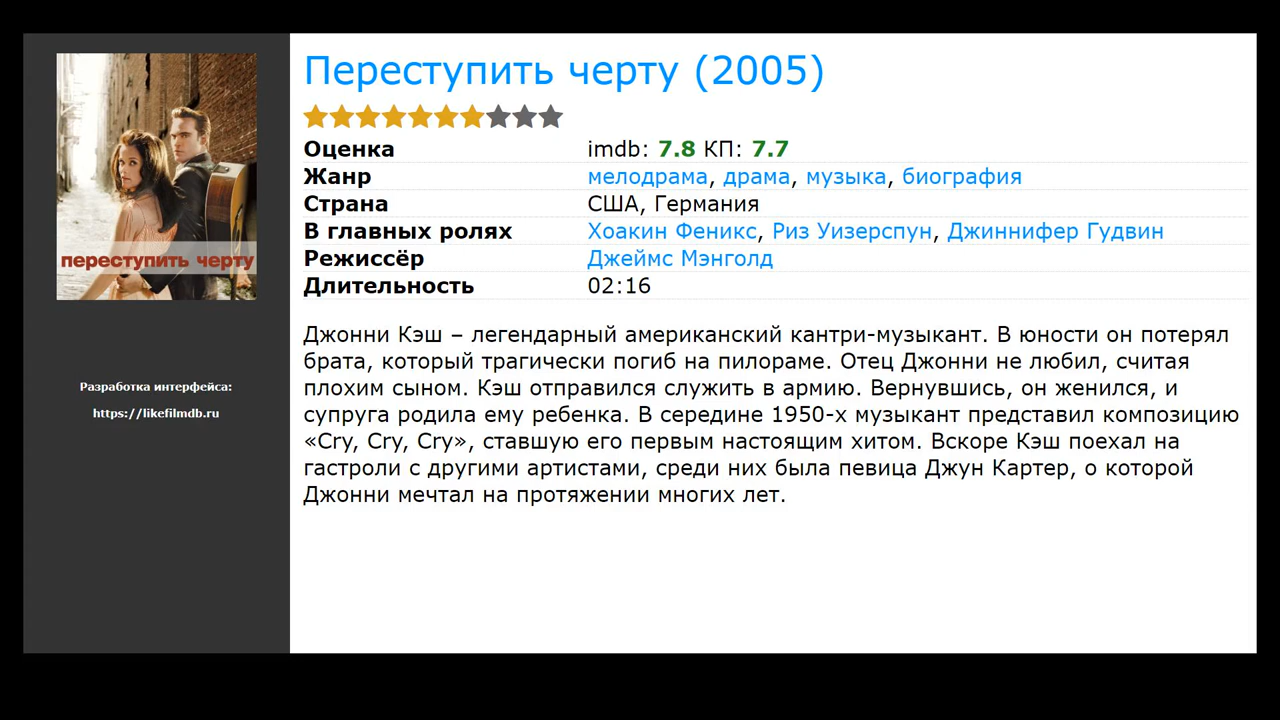 Переступить черту (2005)
Оценка imdb: 7.8 КП: 7.7
Жанр мелодрама, драма, музыка, биография
Страна США, Германия
В главных ролях Хоакин Феникс, Риз Уизерспун, Джиннифер Гудвин
Режиссёр Джеймс Мэнголд
Длительность 02:16
переступить черту
Разработка интерфейса:
https://likefilmdb.ru
Джонни Кэш – легендарный американский кантри-музыкант. В юности он потерял
брата, который трагически погиб на пилораме. Отец Джонни не любил, считая
плохим сыном. Кэш отправился служить в армию. Вернувшись, он женился, и
супруга родила ему ребенка. В середине 1950-х музыкант представил композицию
«Cry, Cry, Cry», ставшую его первым настоящим хитом. Вскоре Кэш поехал на
гастроли с другими артистами, среди них была певица Джун Картер, о которой
Джонни мечтал на протяжении многих лет.